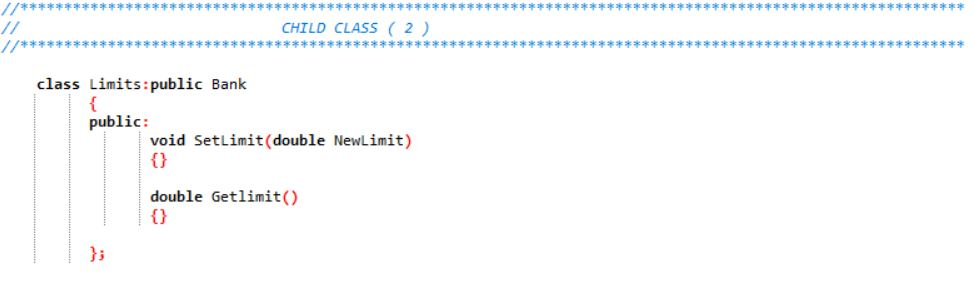 //************************************************************************************************************
// CHILD CLASS ( 2 )
//************************************************************************************************************
class Limits:public Bank
{
public:
void SetLimit(double NewLimit)
{}
double Getlimit()
{}
};